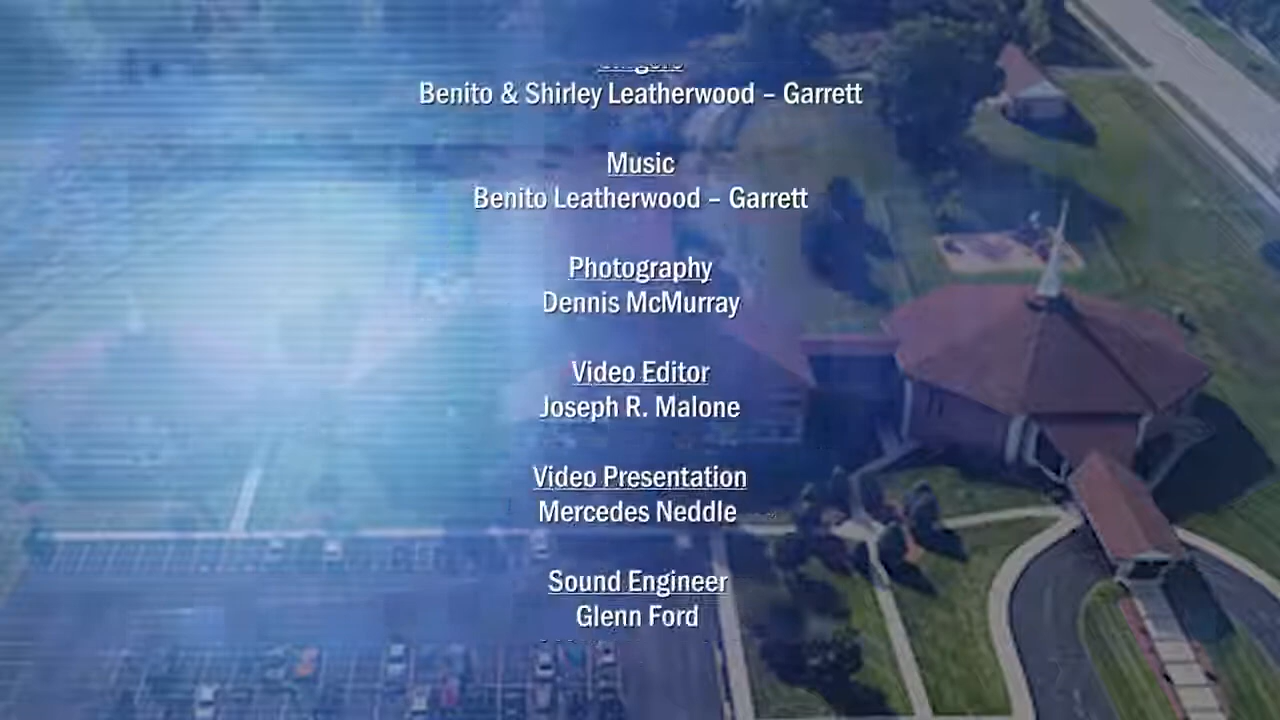 Benito & Shirley Leatherwood – Garrett
Music
Benito Leatherwood – Garrett
Photography
Dennis McMurray
Video Editor
Joseph R. Malone
Video Presentation
Mercedes Neddle
Sound Engineer
Glenn Ford